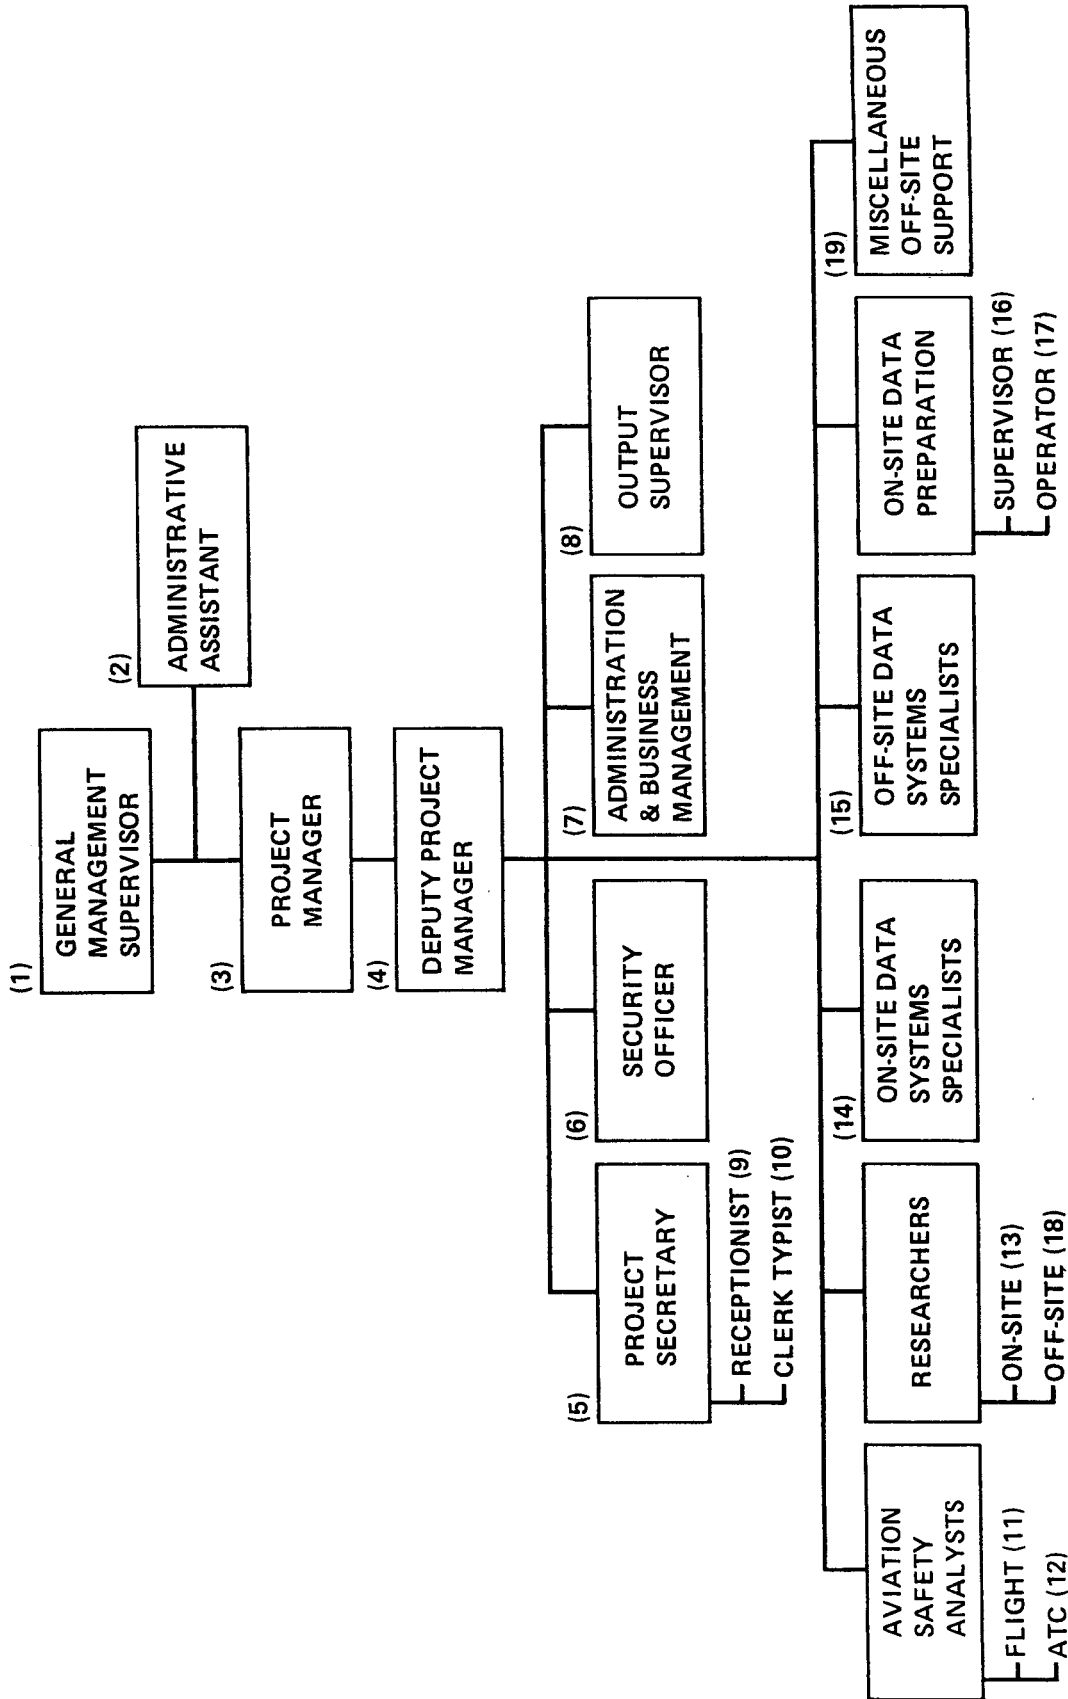 (1)
GENERAL
MANAGEMENT
SUPERVISOR
(2)
ADMINISTRATIVE
ASSISTANT
(3)
PROJECT
MANAGER
(4)
DEPUTY PROJECT
MANAGER
(5)
PROJECT
SECRETARY
RECEPTIONIST (9)
CLERK TYPIST (10)
(6)
SECURITY
OFFICER
(7)
ADMINISTRATION
& BUSINESS
MANAGEMENT
(8)
OUTPUT
SUPERVISOR
AVIATION
SAFETY
ANALYSTS
FLIGHT (11)
ATC (12)
RESEARCHERS
ON-SITE (13)
OFF-SITE (18)
(14)
ON-SITE DATA
SYSTEMS
SPECIALISTS
(15)
OFF-SITE DATA
SYSTEMS
SPECIALISTS
ON-SITE DATA
PREPARATION
SUPERVISOR (16)
OPERATOR (17)
(19)
MISCELLANEOUS
OFF-SITE
SUPPORT